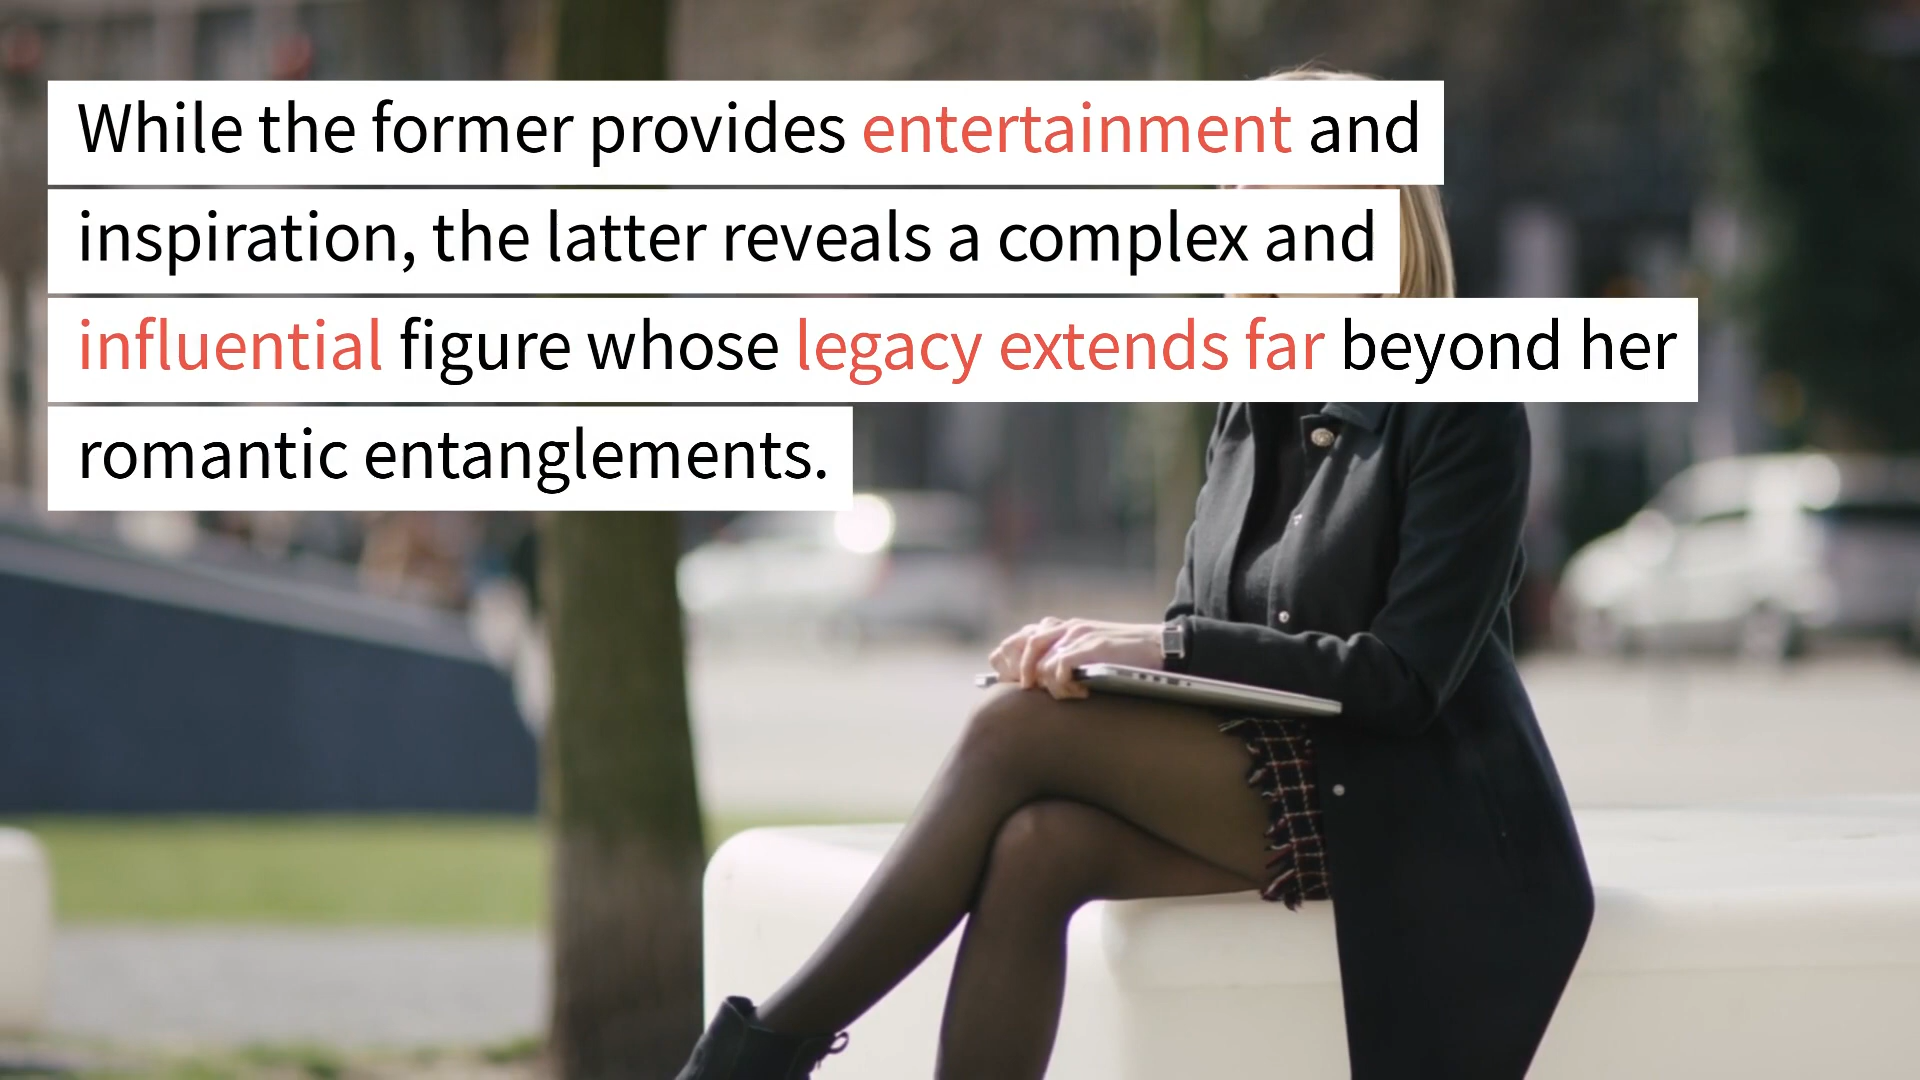 While the former provides entertainment and
inspiration, the latter reveals a complex and
influential figure whose legacy extends far beyond her
romantic entanglements.